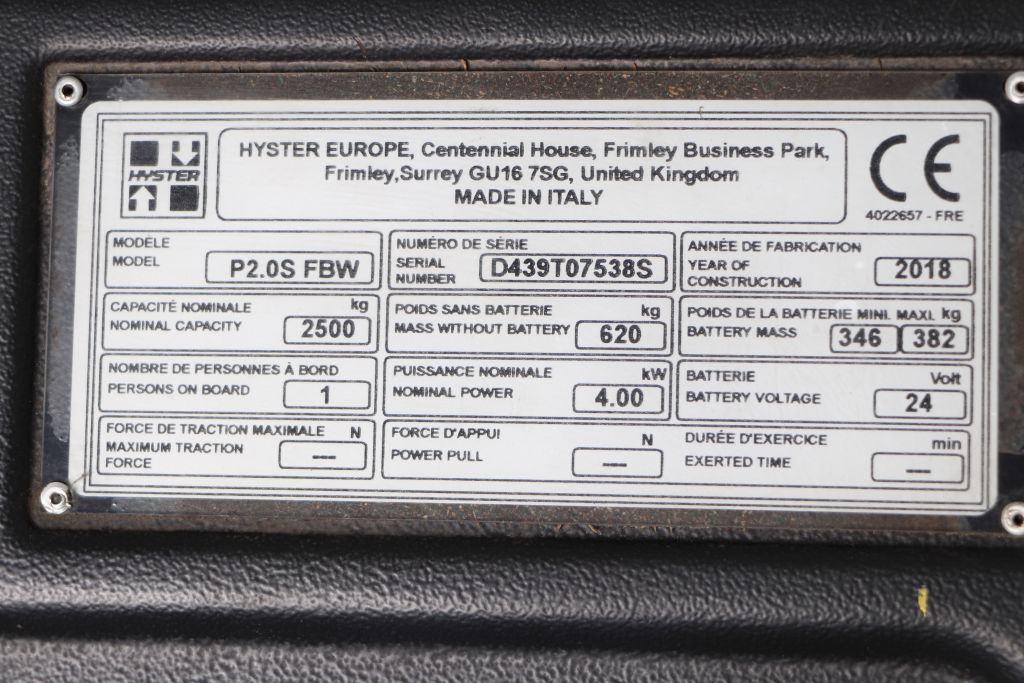 HYSTER
HYSTER EUROPE, Centennial House, Frimley Business Park,
Frimley,Surrey GU16 7SG, United Kingdom
MADE IN ITALY
CE
4022657 - FRE
MODÈLE
MODEL
P2.0S FBW
NUMÉRO DE SÉRIE
SERIAL
NUMBER
D439T07538S
ANNÉE DE FABRICATION
YEAR OF
CONSTRUCTION
2018
CAPACITÉ NOMINALE kg
NOMINAL CAPACITY 2500
POIDS SANS BATTERIE kg
MASS WITHOUT BATTERY 620
POIDS DE LA BATTERIE MINI. MAXI. kg
BATTERY MASS 346 382
NOMBRE DE PERSONNES À BORD
PERSONS ON BOARD 1
PUISSANCE NOMINALE kW
NOMINAL POWER 4.00
BATTERIE Volt
BATTERY VOLTAGE 24
FORCE DE TRACTION MAXIMALE N
MAXIMUM TRACTION
FORCE ---
FORCE D'APPUI N
POWER PULL ---
DURÉE D'EXERCICE min
EXERTED TIME ---